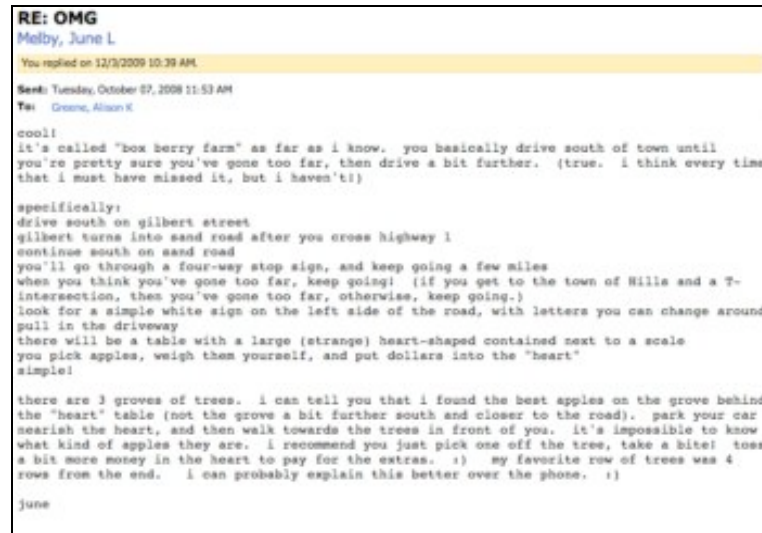 RE: OMG
Melby, June L
You replied on 12/3/2009 10:39 AM.
Sent: Tuesday, October 07, 2008 11:53 AM
To: Greene, Alison K
cool!
it's called "box berry farm" as far as i know. you basically drive south of town until
you're pretty sure you've gone too far, then drive a bit further. (true. i think every time
that i must have missed it, but i haven't!)
specifically:
drive south on gilbert street
gilbert turns into sand road after you cross highway 1
continue south on sand road
you'll go through a four-way stop sign, and keep going a few miles
when you think you've gone too far, keep going! (if you get to the town of Hills and a T-
intersection, then you've gone too far, otherwise, keep going.)
look for a simple white sign on the left side of the road, with letters you can change around
pull in the driveway
there will be a table with a large (strange) heart-shaped contained next to a scale
you pick apples, weigh them yourself, and put dollars into the "heart"
simple!
there are 3 groves of trees. i can tell you that i found the best apples on the grove behind
the "heart" table (not the grove a bit further south and closer to the road). park your car
nearish the heart, and then walk towards the trees in front of you. it's impossible to know
what kind of apples they are. i recommend you just pick one off the tree, take a bite! toss
a bit more money in the heart to pay for the extras. :) my favorite row of trees was 4
rows from the end. i can probably explain this better over the phone. :)
june